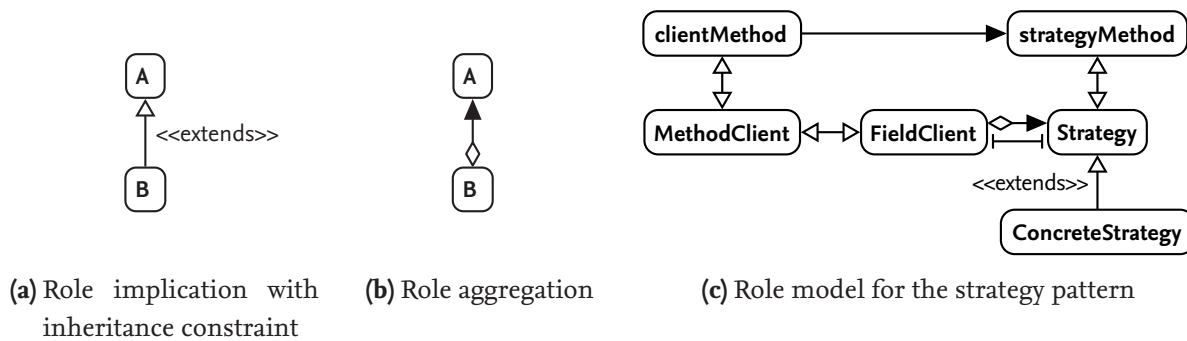 A
<<extends>>
B
A
B
clientMethod
strategyMethod
MethodClient
FieldClient
Strategy
<<extends>>
ConcreteStrategy
(a) Role implication with
inheritance constraint
(b) Role aggregation
(c) Role model for the strategy pattern